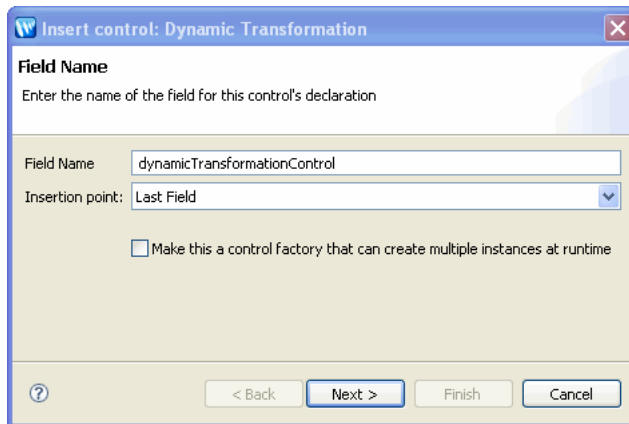 Insert control: Dynamic Transformation
Field Name
Enter the name of the field for this control's declaration
Field Name dynamicTransformationControl
Insertion point: Last Field
Make this a control factory that can create multiple instances at runtime
< Back Next > Finish Cancel